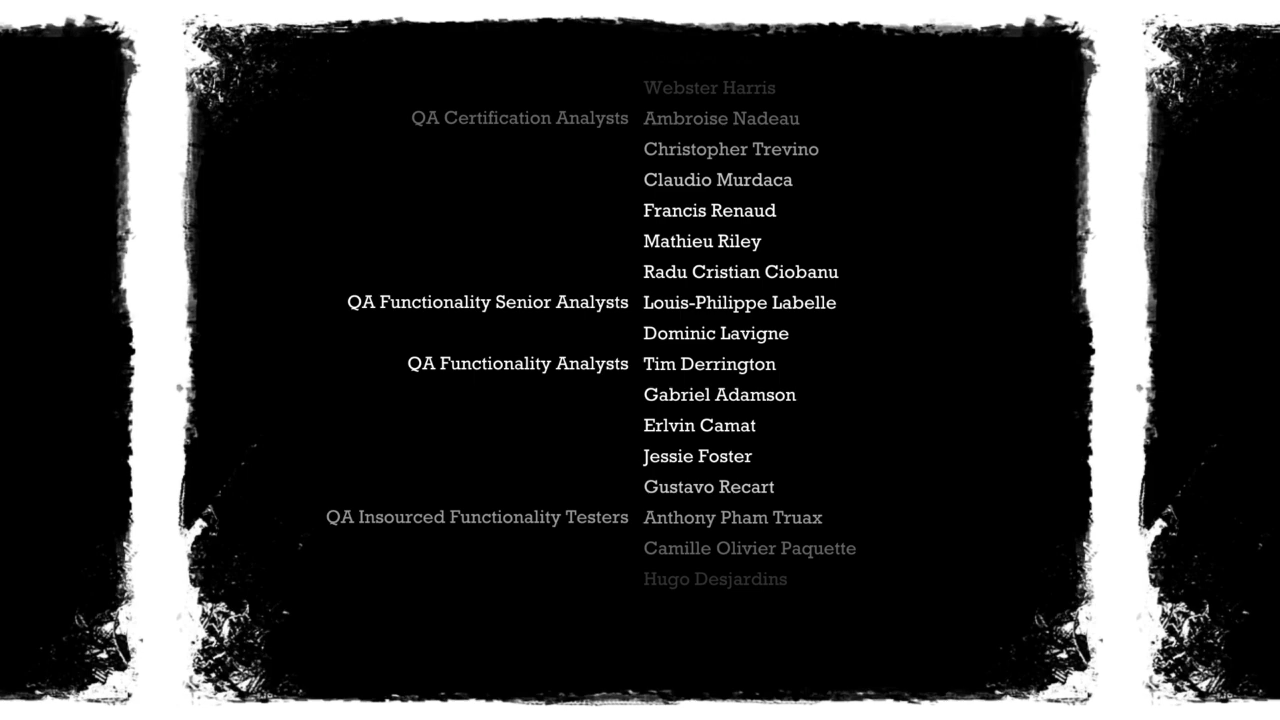 Webster Harris
QA Certification Analysts Ambroise Nadeau
Christopher Trevino
Claudio Murdaca
Francis Renaud
Mathieu Riley
Radu Cristian Ciobanu
QA Functionality Senior Analysts Louis-Philippe Labelle
Dominic Lavigne
QA Functionality Analysts Tim Derrington
Gabriel Adamson
Erlvin Camat
Jessie Foster
Gustavo Recart
QA Insourced Functionality Testers Anthony Pham Truax
Camille Olivier Paquette
Hugo Desjardins